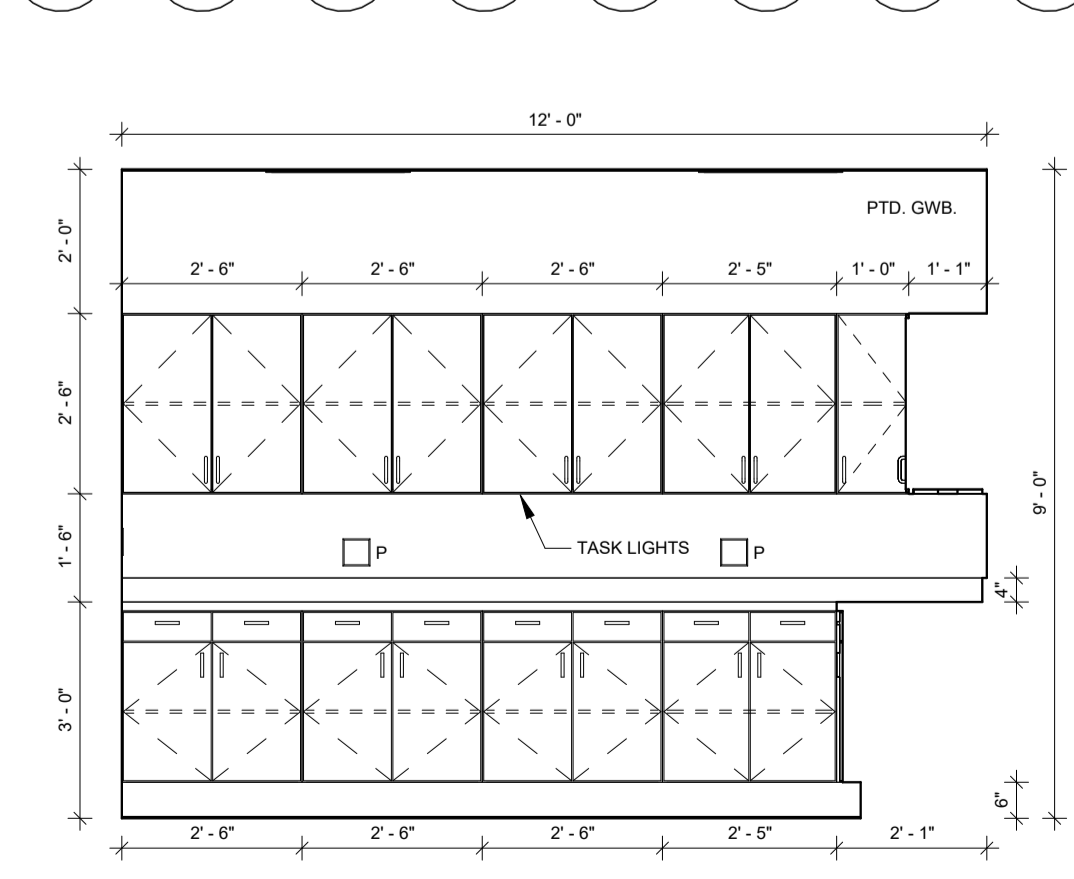 12' - 0"
PTD. GWB.
2' - 0"
2' - 6" 2' - 6" 2' - 6" 2' - 5" 1' - 0" 1' - 1"
2' - 6"
9' - 0"
1' - 6"
TASK LIGHTS
P P
4"
3' - 0"
6"
2' - 6" 2' - 6" 2' - 6" 2' - 5" 2' - 1"